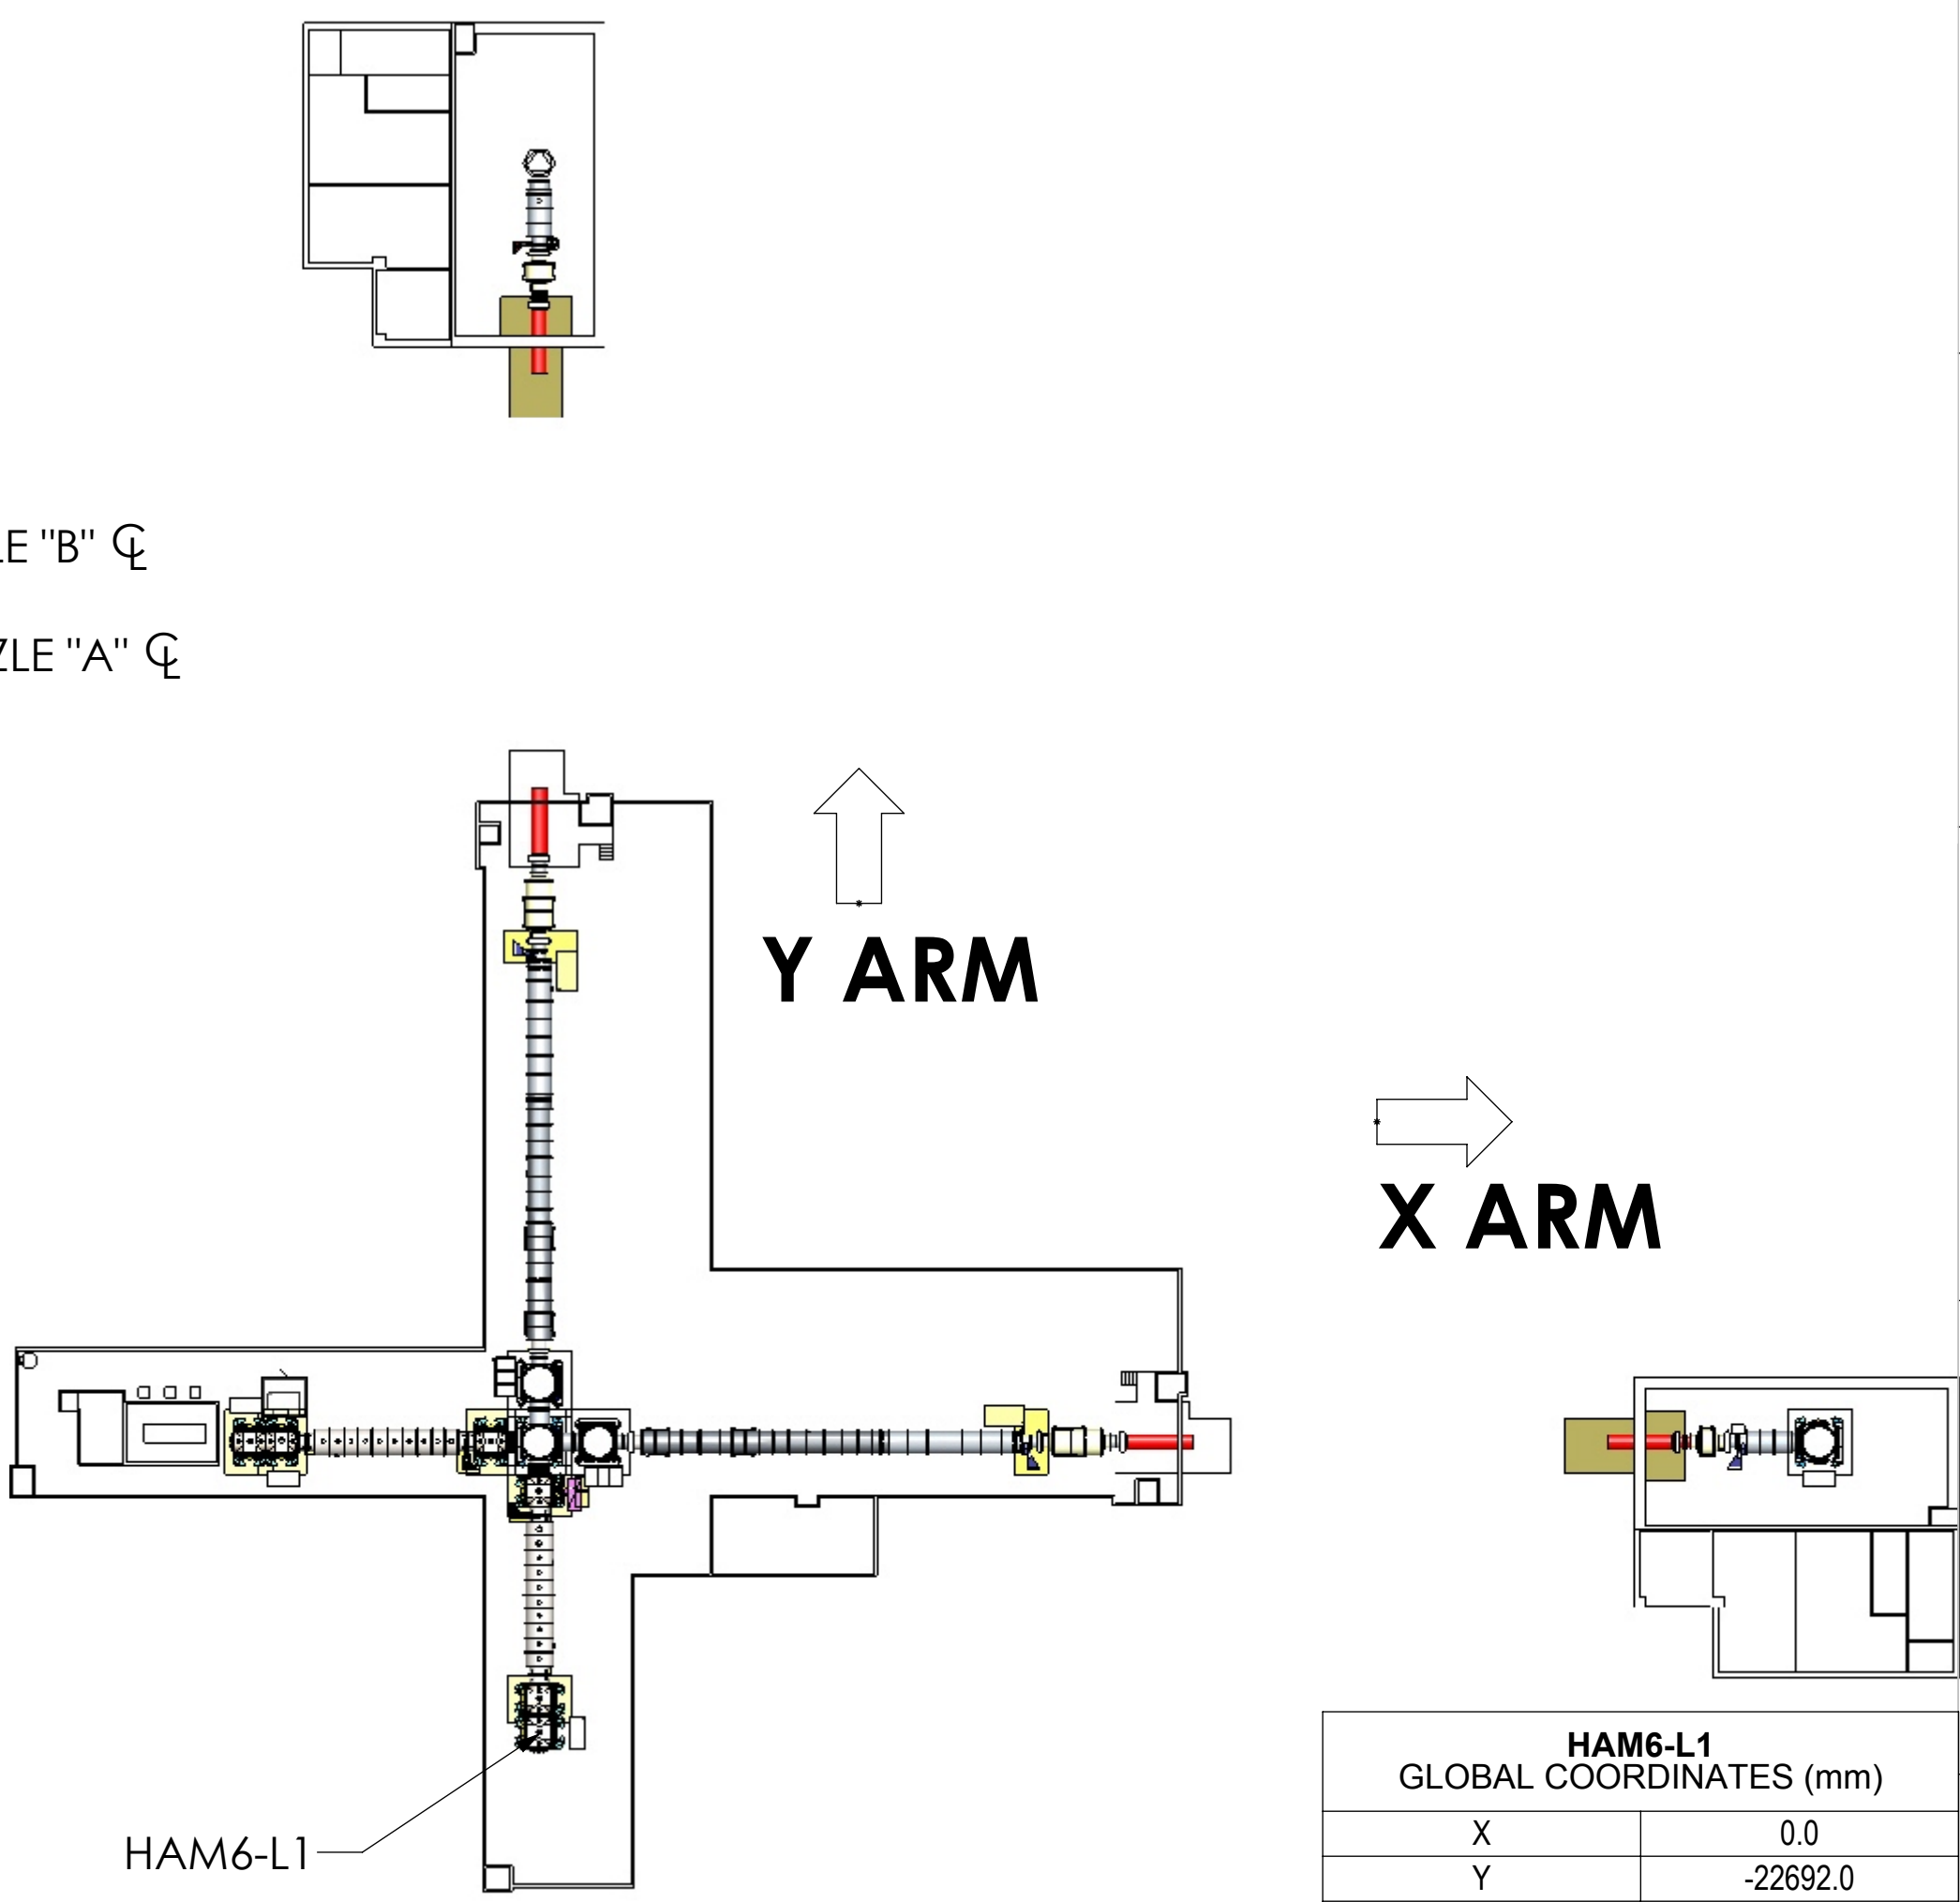 LE "B" ℄
ZLE "A" ℄
Y ARM
X ARM
HAM6-L1
HAM6-L1
GLOBAL COORDINATES (mm)
X 0.0
Y -22692.0